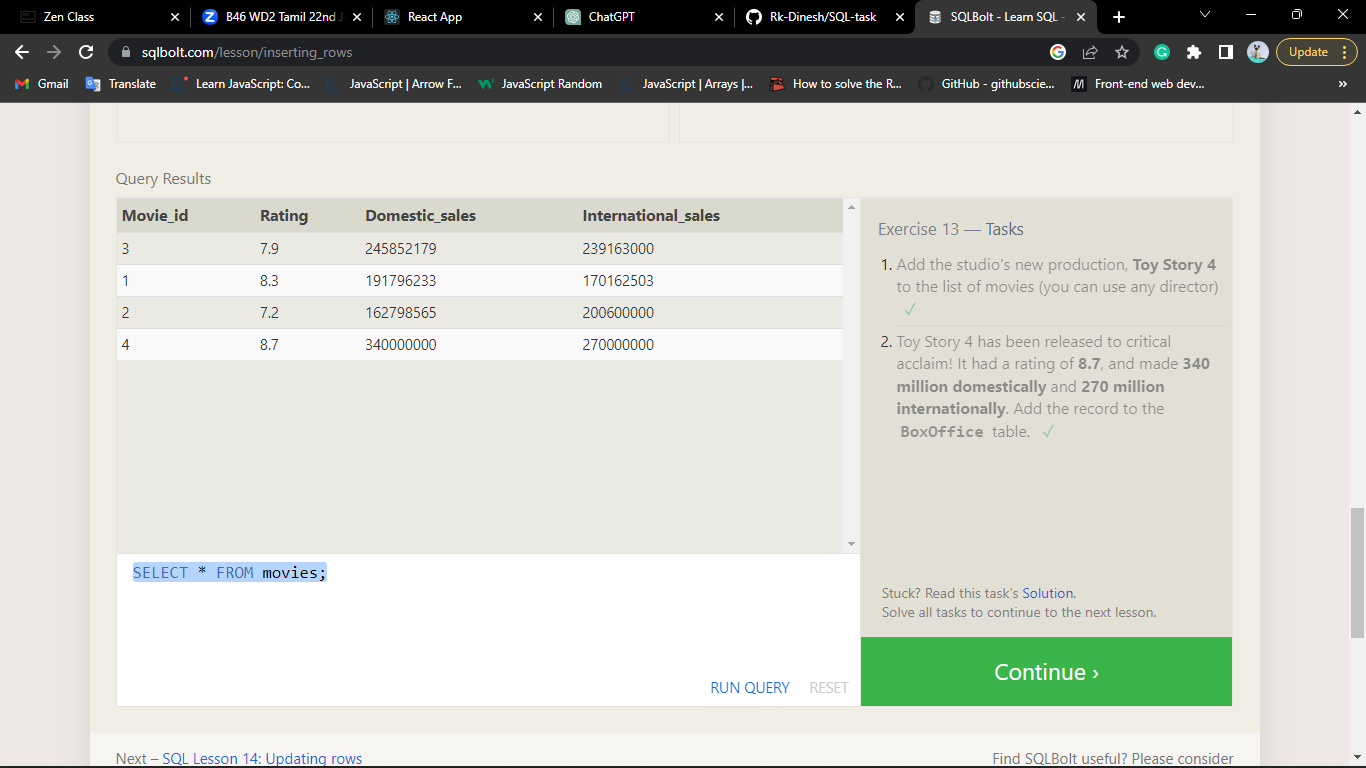 Zen Class
B46 WD2 Tamil 22nd J
React App
ChatGPT
Rk-Dinesh/SQL-task
SQLBolt - Learn SQL -
sqlbolt.com/lesson/inserting_rows
Update
Gmail
Translate
Learn JavaScript: Co...
JavaScript | Arrow F...
JavaScript Random
JavaScript | Arrays |...
How to solve the R...
GitHub - githubscie...
Front-end web dev...
»
Query Results
Movie_id Rating Domestic_sales International_sales
3 7.9 245852179 239163000
1 8.3 191796233 170162503
2 7.2 162798565 200600000
4 8.7 340000000 270000000
SELECT * FROM movies;
RUN QUERY RESET
Exercise 13 — Tasks
1. Add the studio's new production, Toy Story 4
to the list of movies (you can use any director)
✓
2. Toy Story 4 has been released to critical
acclaim! It had a rating of 8.7, and made 340
million domestically and 270 million
internationally. Add the record to the
BoxOffice table. ✓
Stuck? Read this task's Solution.
Solve all tasks to continue to the next lesson.
Continue ›
Next – SQL Lesson 14: Updating rows
Find SQLBolt useful? Please consider